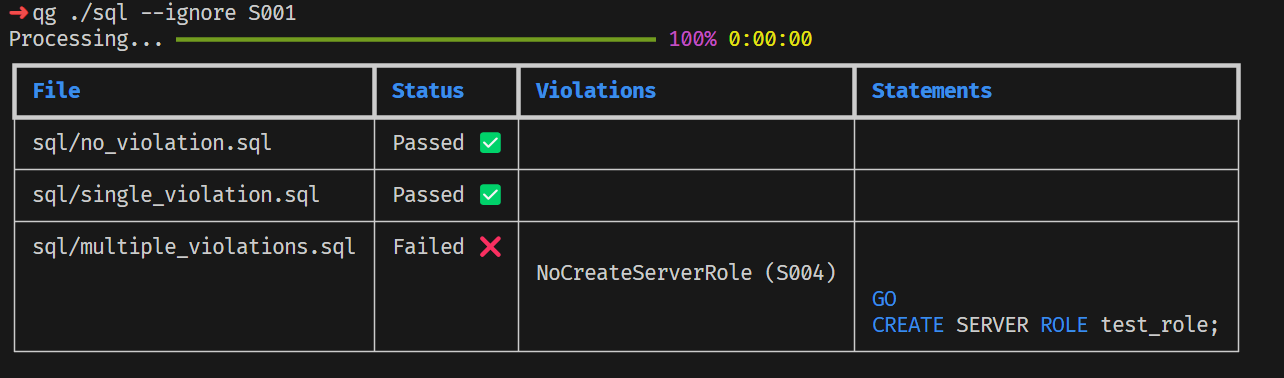 ➜qg ./sql --ignore S001
Processing... 100% 0:00:00
File Status Violations Statements
sql/no_violation.sql Passed ✅
sql/single_violation.sql Passed ✅
sql/multiple_violations.sql Failed ❌
NoCreateServerRole (S004)
GO
CREATE SERVER ROLE test_role;